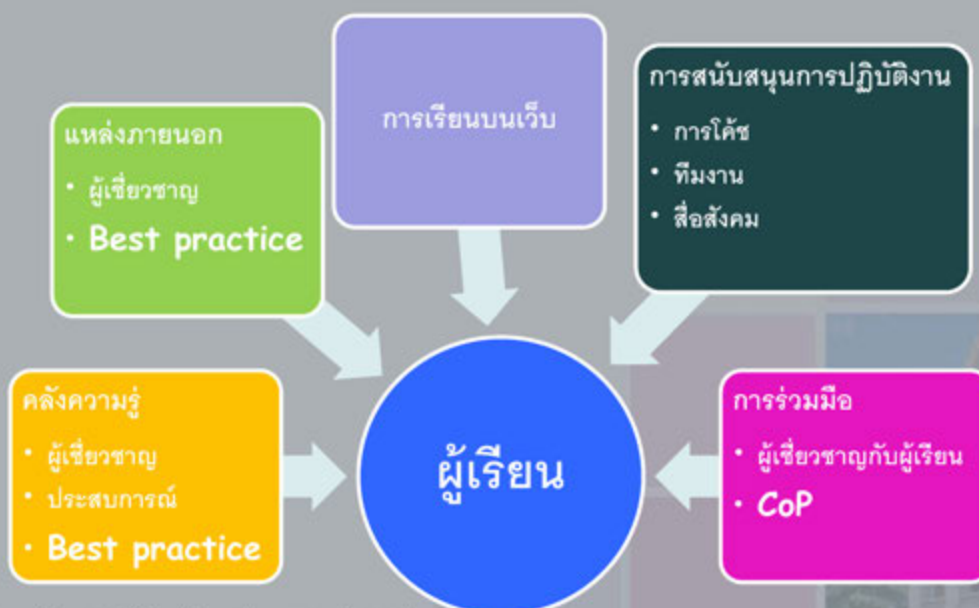 การเรียนบนเว็บ
การสนับสนุนการปฏิบัติงาน
• การโค้ช
• ทีมงาน
• สื่อสังคม
แหล่งภายนอก
• ผู้เชี่ยวชาญ
• Best practice
คลังความรู่
• ผู้เชี่ยวชาญ
• ประสบการณ์
• Best practice
ผู้เรียน
การร่วมมือ
• ผู้เชี่ยวชาญกับผู้เรียน
• CoP